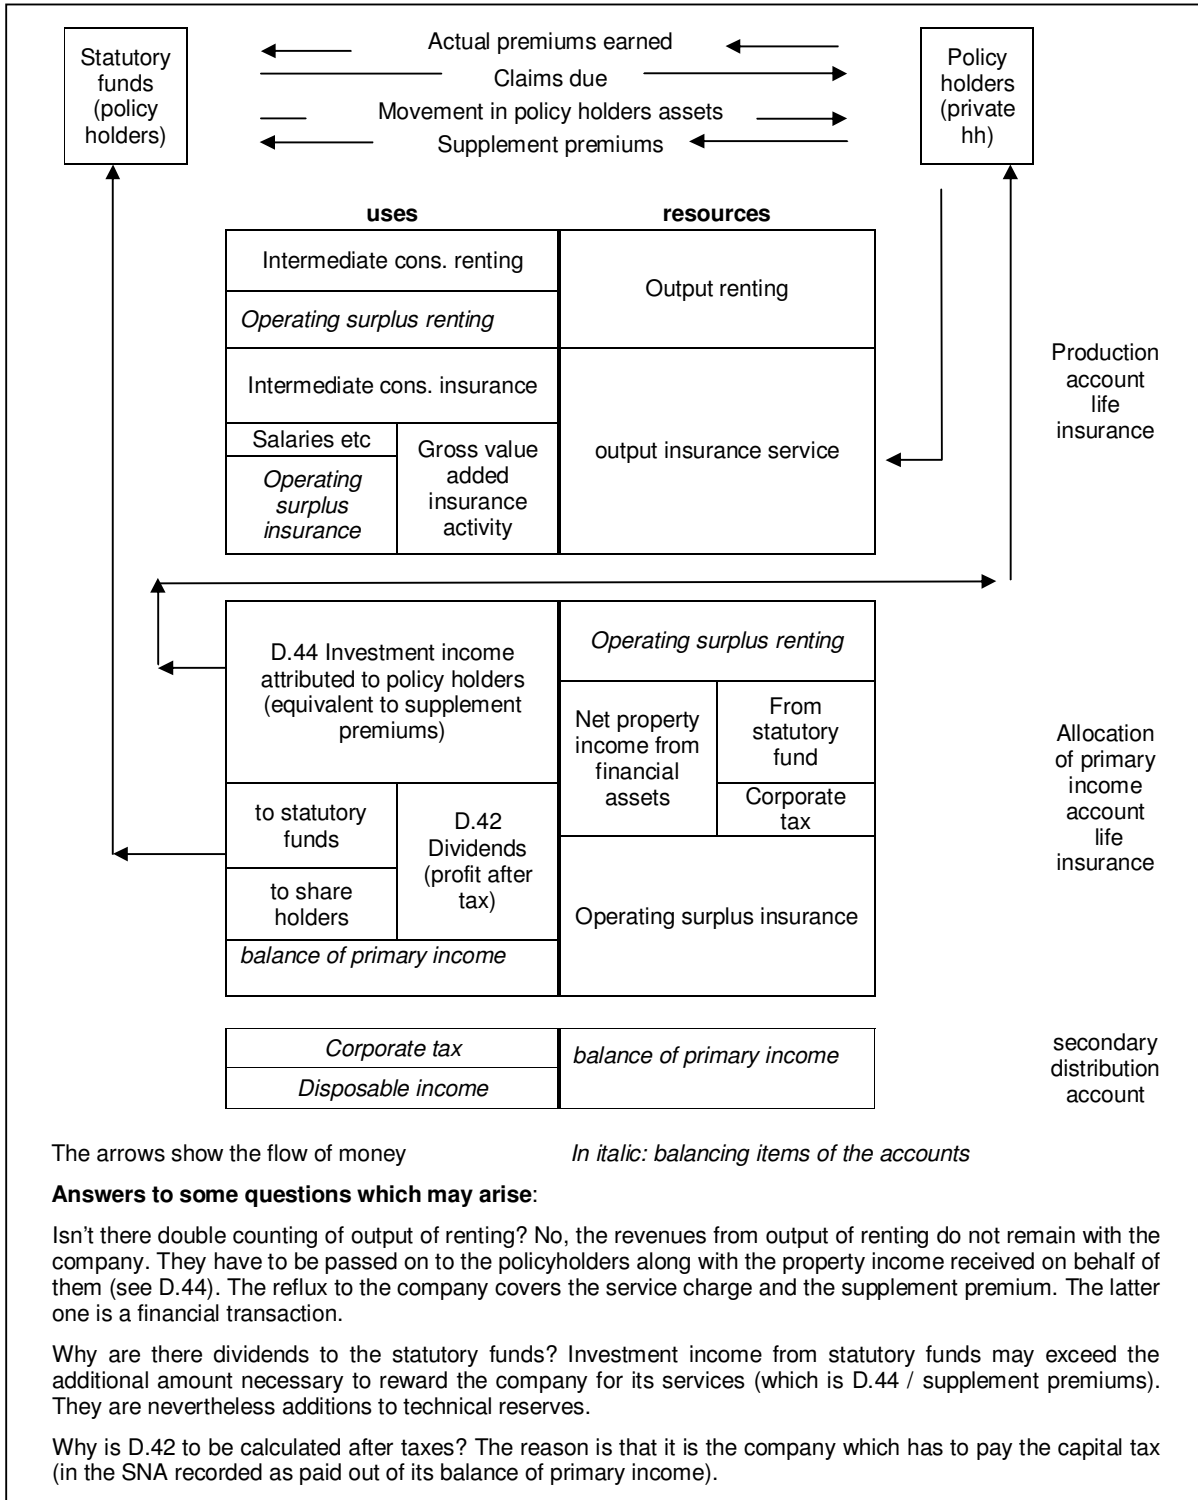 Statutory
funds
(policy
holders)
Actual premiums earned
Claims due
Movement in policy holders assets
Supplement premiums
Policy
holders
(private
hh)
uses
resources
Intermediate cons. renting
Operating surplus renting
Output renting
Intermediate cons. insurance
Salaries etc
Operating
surplus
insurance
Gross value
added
insurance
activity
output insurance service
Production
account
life
insurance
D.44 Investment income
attributed to policy holders
(equivalent to supplement
premiums)
Operating surplus renting
Net property
income from
financial
assets
From
statutory
fund
Corporate
tax
to statutory
funds
to share
holders
D.42
Dividends
(profit after
tax)
balance of primary income
Operating surplus insurance
Allocation
of primary
income
account
life
insurance
Corporate tax
Disposable income
balance of primary income
secondary
distribution
account
The arrows show the flow of money
In italic: balancing items of the accounts
Answers to some questions which may arise:
Isn't there double counting of output of renting? No, the revenues from output of renting do not remain with the
company. They have to be passed on to the policyholders along with the property income received on behalf of
them (see D.44). The reflux to the company covers the service charge and the supplement premium. The latter
one is a financial transaction.
Why are there dividends to the statutory funds? Investment income from statutory funds may exceed the
additional amount necessary to reward the company for its services (which is D.44 / supplement premiums).
They are nevertheless additions to technical reserves.
Why is D.42 to be calculated after taxes? The reason is that it is the company which has to pay the capital tax
(in the SNA recorded as paid out of its balance of primary income).